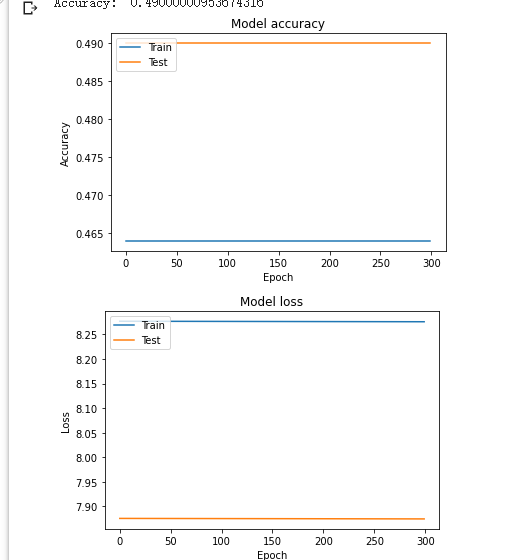 Accuracy: 0.49000000953674316
Model accuracy
Train
Test
0.490
0.485
0.480
0.475
0.470
0.465
Accuracy
0 50 100 150 200 250 300
Epoch
Model loss
Train
Test
8.25
8.20
8.15
8.10
8.05
8.00
7.95
7.90
Loss
0 50 100 150 200 250 300
Epoch